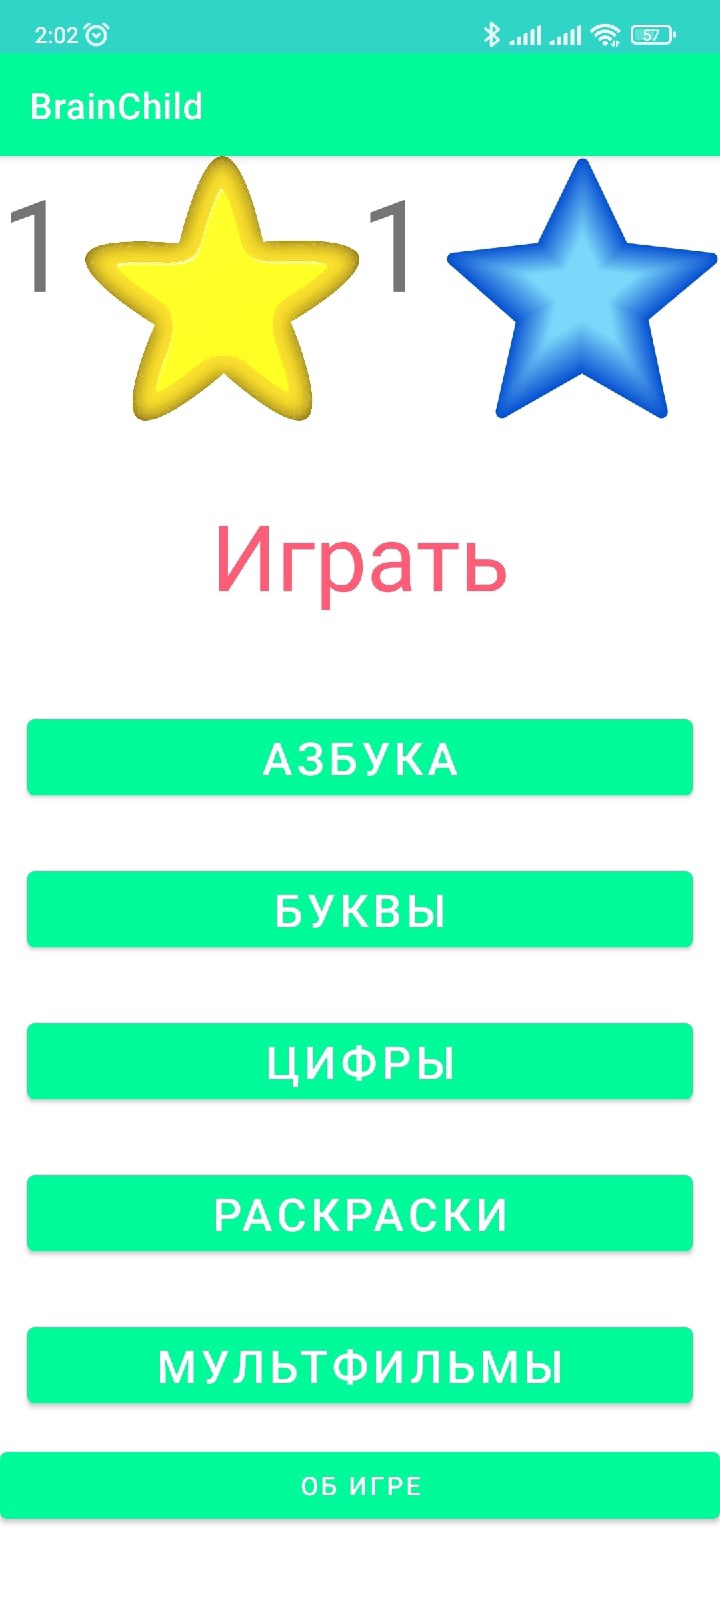 2:02 57
BrainChild
1 1
Играть
АЗБУКА
БУКВЫ
ЦИФРЫ
РАСКРАСКИ
МУЛЬТФИЛЬМЫ
ОБ ИГРЕ